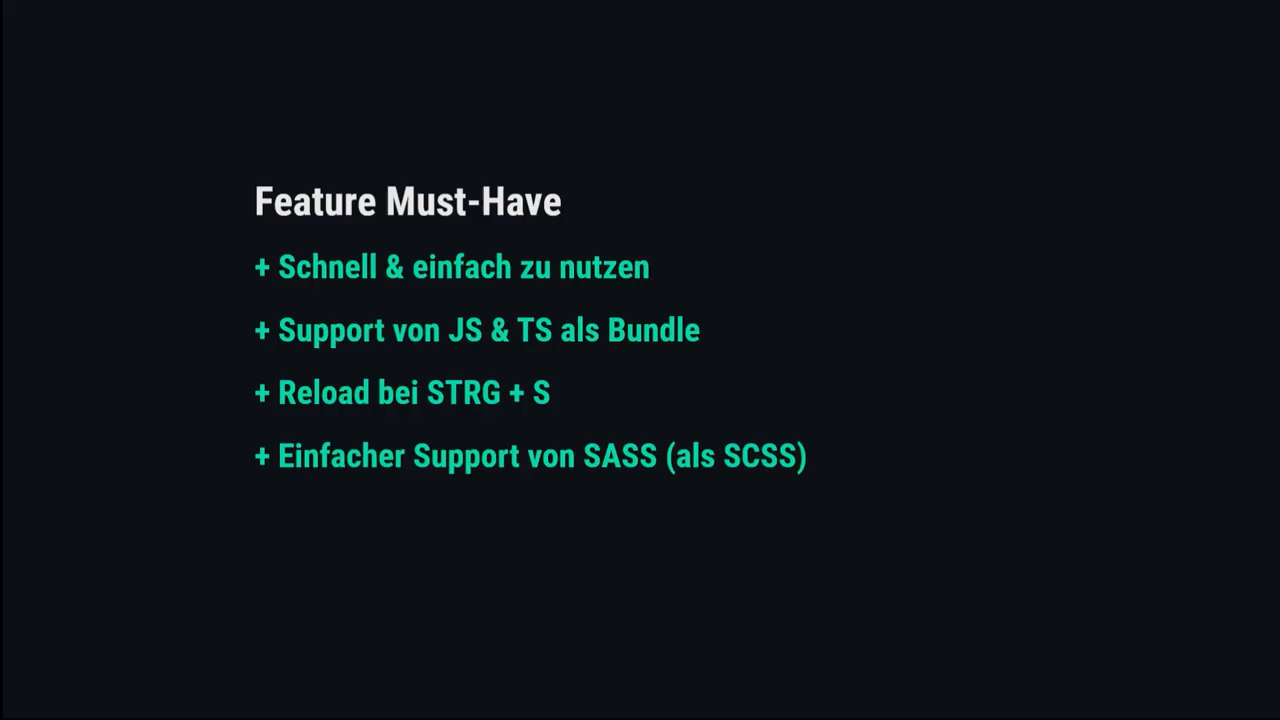 Feature Must-Have
+ Schnell & einfach zu nutzen
+ Support von JS & TS als Bundle
+ Reload bei STRG + S
+ Einfacher Support von SASS (als SCSS)